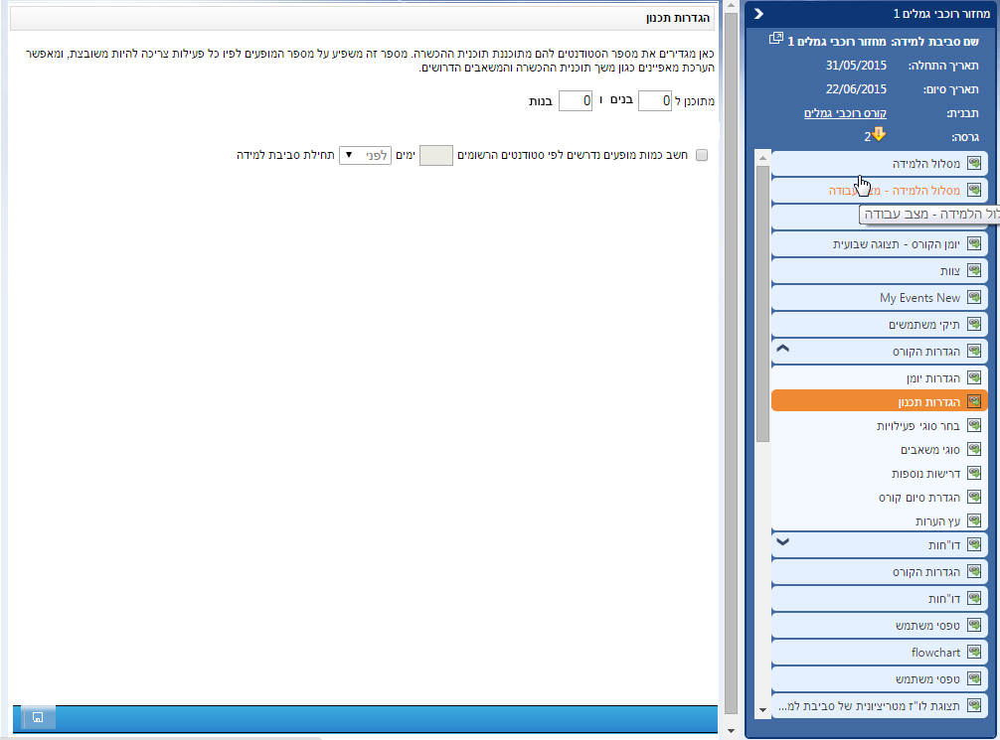 מחזור רוכבי גמלים 1
שם סביבת למידה: מחזור רוכבי גמלים 1
תאריך התחלה: 31/05/2015
תאריך סיום: 22/06/2015
תבנית: קורס רוכבי גמלים
גרסה: 2
מסלול הלמידה
מסלול הלמידה - מצב עבודה
מסלול הלמידה - מצב עבודה
יומן הקורס - תצוגה שבועית
צוות
My Events New
תיקי משתמשים
הגדרות הקורס
הגדרות יומן
הגדרות תכנון
בחר סוגי פעילויות
סוגי משאבים
דרישות נוספות
הגדרת סיום קורס
עץ הערות
דו"חות
הגדרות הקורס
דו"חות
טפסי משתמש
flowchart
טפסי משתמש
תצוגת לו"ז מטריציונית של סביבת למ...
הגדרות תכנון
כאן מגדירים את מספר הסטודנטים להם מתוכננת תוכנית ההכשרה. מספר זה משפיע על מספר המופעים לפיו כל פעילות צריכה להיות משובצת, ומאפשר
הערכת מאפיינים כגון משך תוכנית ההכשרה והמשאבים הדרושים.
מתוכנן ל 0 בנים ו 0 בנות
חשב כמות מופעים נדרשים לפי סטודנטים הרשומים ימים לפני תחילת סביבת למידה